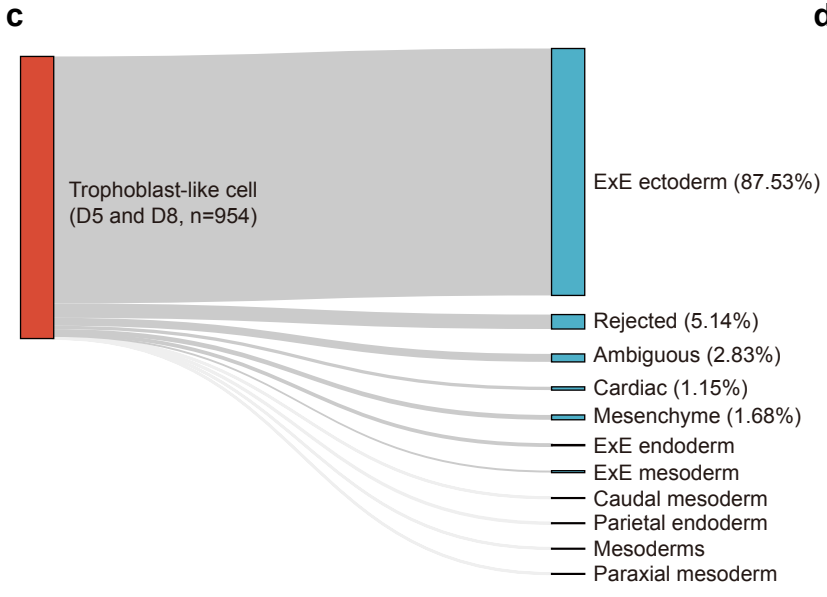 c
d
Trophoblast-like cell
(D5 and D8, n=954)
ExE ectoderm (87.53%)
Rejected (5.14%)
Ambiguous (2.83%)
Cardiac (1.15%)
Mesenchyme (1.68%)
ExE endoderm
ExE mesoderm
Caudal mesoderm
Parietal endoderm
Mesoderms
Paraxial mesoderm